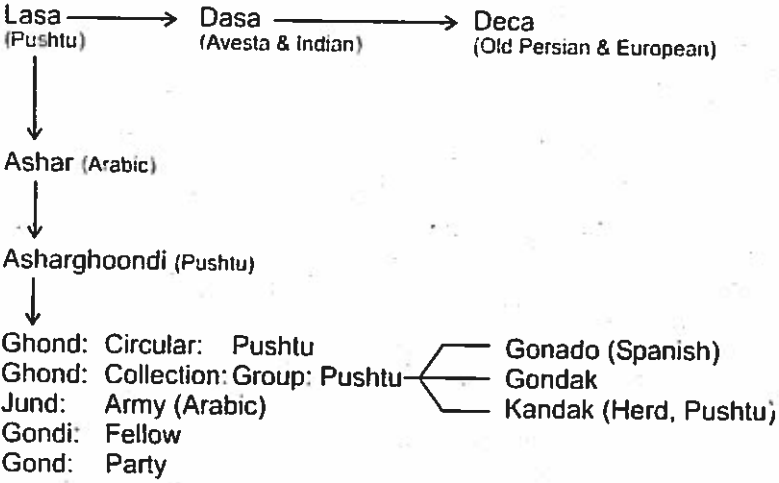 Lasa Dasa Deca
(Pushtu) (Avesta & Indian) (Old Persian & European)
Ashar (Arabic)
Asharghoondi (Pushtu)
Ghond: Circular: Pushtu Gonado (Spanish)
Ghond: Collection: Group: Pushtu Gondak
Jund: Army (Arabic) Kandak (Herd, Pushtu)
Gondi: Fellow
Gond: Party